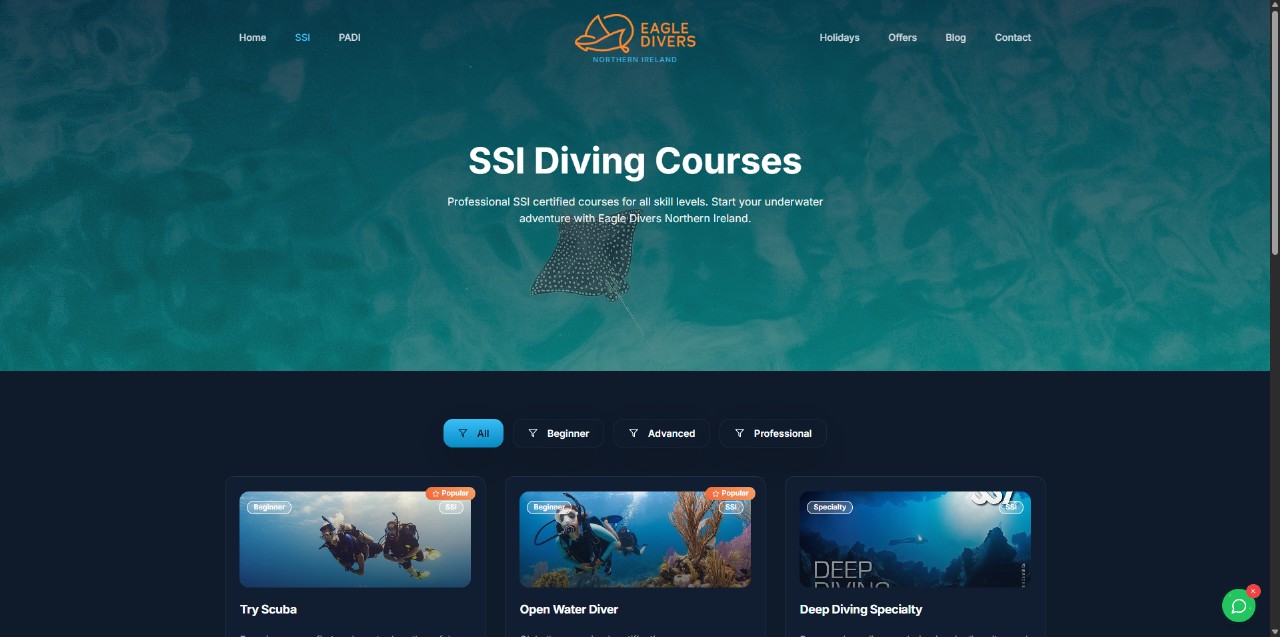 Home
SSI
PADI
EAGLE
DIVERS
NORTHERN IRELAND
Holidays
Offers
Blog
Contact
SSI Diving Courses
Professional SSI certified courses for all skill levels. Start your underwater
adventure with Eagle Divers Northern Ireland.
All
Beginner
Advanced
Professional
Popular
Beginner
SSI
Popular
Beginner
SSI
SSI
Specialty
SSI
DEEP
DIVING
Try Scuba
Open Water Diver
Deep Diving Specialty